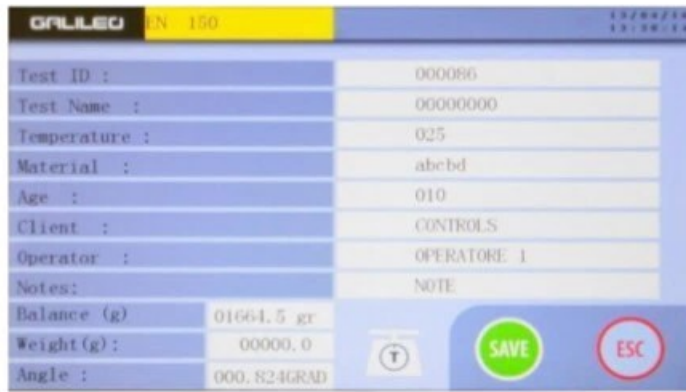 GALILEO EN 150
Test ID : 000086
Test Name : 00000000
Temperature : 025
Material : abcbd
Age : 010
Client : CONTROLS
Operator : OPERATORE 1
Notes: NOTE
Balance (g) 01664.5 gr
Weight(g): 00000.0
Angle : 000.824GRAD
T
SAVE
ESC